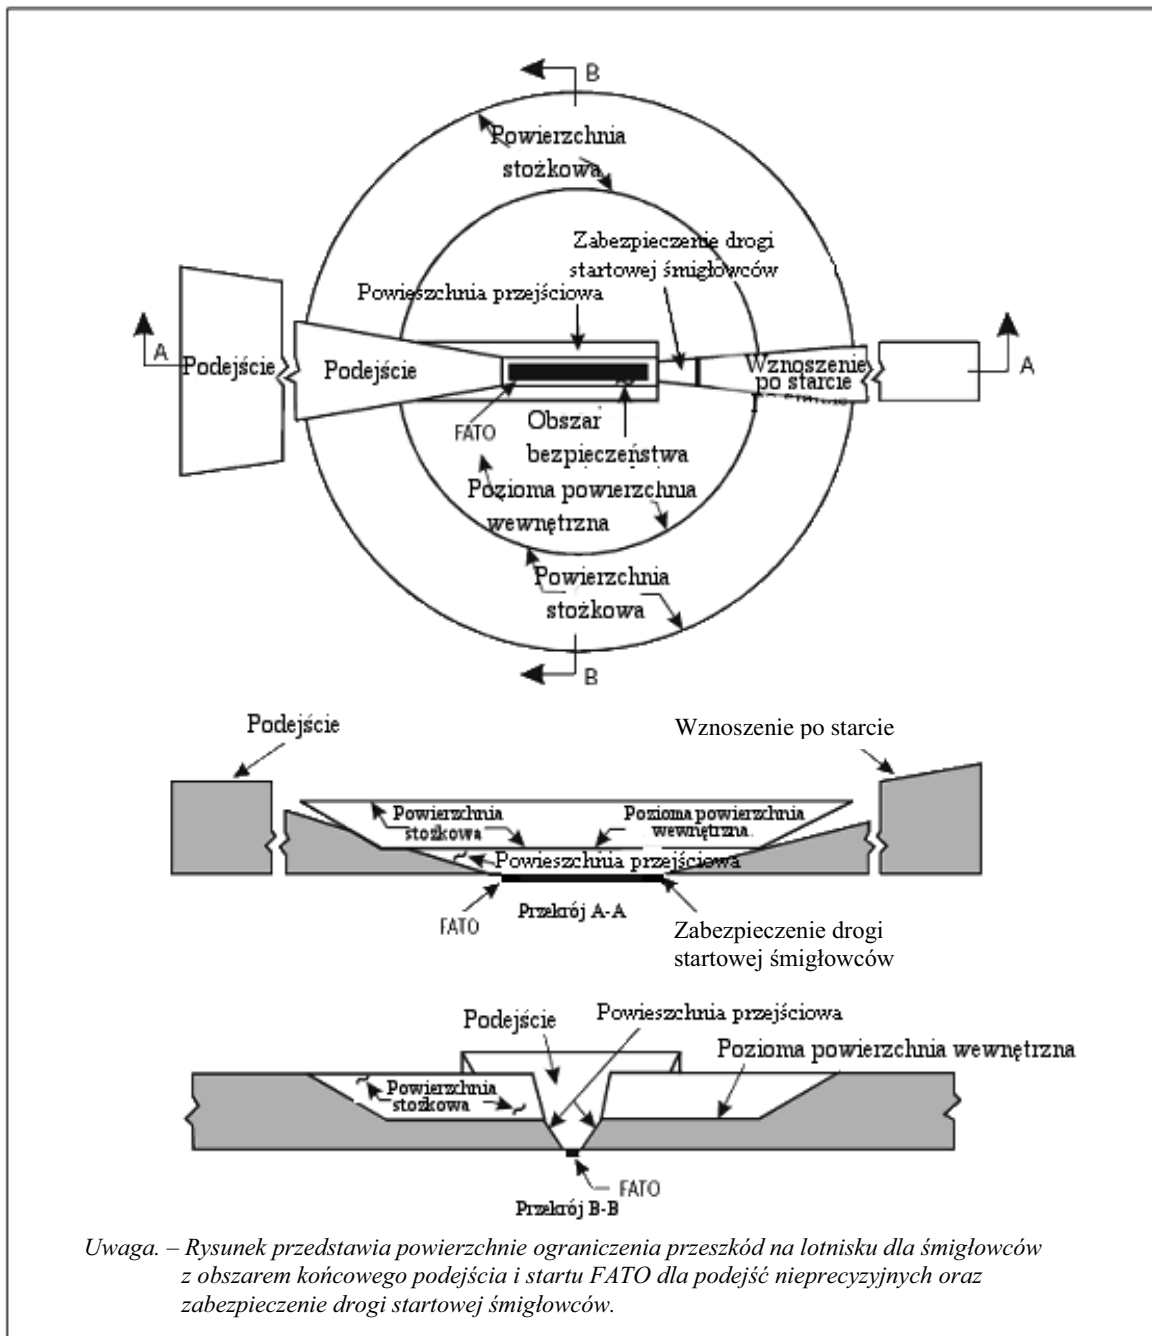 B
Powierzchnia
stożkowa
Zabezpieczenie drogi
startowej śmigłowców
Powieszchnia przejściowa
A
Podejście
Podejście
Wznoszenie
po starcie
A
FATO
Obszar
bezpieczeństwa
Pozioma powierzchnia
wewnętrzna
Powierzchnia
stożkowa
B
Podejście
Wznoszenie po starcie
Powierzchnia
stożkowa
Pozioma powierzchnia
wewnętrzna
Powieszchnia przejściowa
FATO
Przekrój A-A
Zabezpieczenie drogi
startowej śmigłowców
Podejście
Powieszchnia przejściowa
Pozioma powierzchnia wewnętrzna
Powierzchnia
stożkowa
FATO
Przekrój B-B
Uwaga. – Rysunek przedstawia powierzchnie ograniczenia przeszkód na lotnisku dla śmigłowców
z obszarem końcowego podejścia i startu FATO dla podejść nieprecyzyjnych oraz
zabezpieczenie drogi startowej śmigłowców.